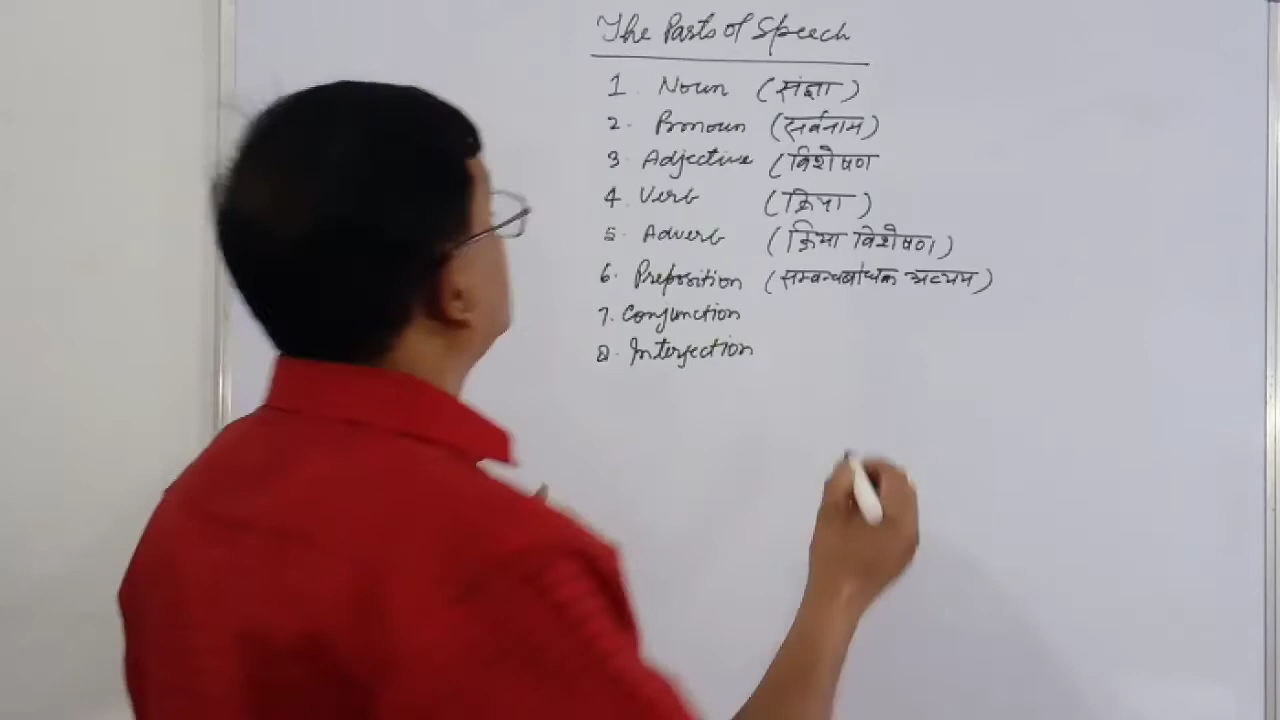 The Parts of Speech
1. Noun (संज्ञा)
2. Pronoun (सर्वनाम)
3 Adjective (विशेषण
4. Verb (क्रिया)
5. Adverb (क्रिया विशेषण)
6. Preposition (सम्बन्धबोधक अव्यय)
7. Conjunction
8. Interjection